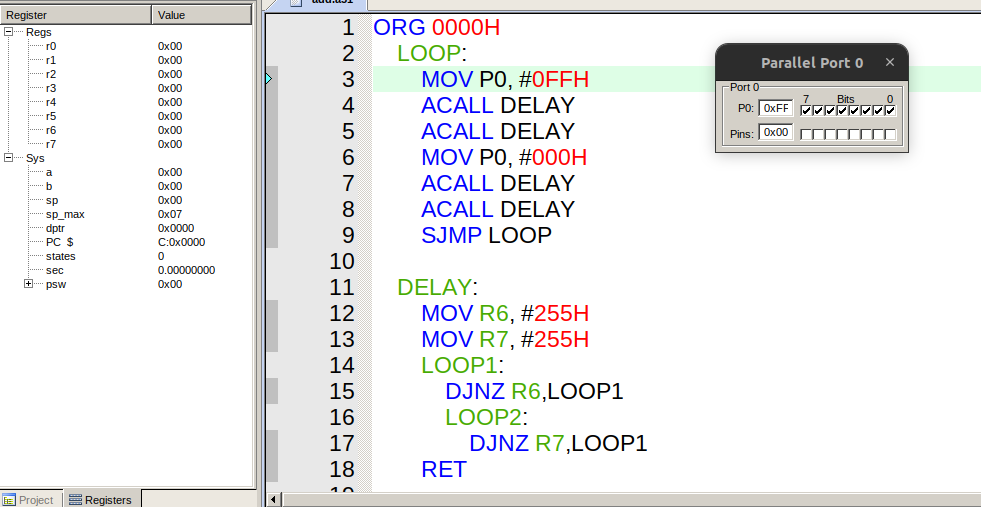 Register Value
Regs
r0 0x00
r1 0x00
r2 0x00
r3 0x00
r4 0x00
r5 0x00
r6 0x00
r7 0x00
Sys
a 0x00
b 0x00
sp 0x00
sp_max 0x07
dptr 0x0000
PC $ C:0x0000
states 0
sec 0.00000000
psw 0x00
Project Registers
1 ORG 0000H
2 LOOP:
3 MOV P0, #0FFH
4 ACALL DELAY
5 ACALL DELAY
6 MOV P0, #000H
7 ACALL DELAY
8 ACALL DELAY
9 SJMP LOOP
10
11 DELAY:
12 MOV R6, #255H
13 MOV R7, #255H
14 LOOP1:
15 DJNZ R6,LOOP1
16 LOOP2:
17 DJNZ R7,LOOP1
18 RET
Parallel Port 0
Port 0
7 Bits 0
P0: 0xFF
Pins: 0x00